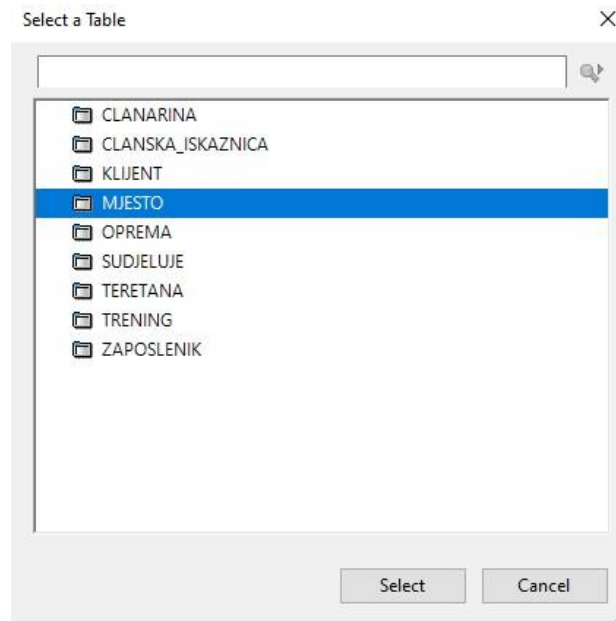 Select a Table
CLANARINA
CLANSKA_ISKAZNICA
KLIJENT
MJESTO
OPREMA
SUDJELUJE
TERETANA
TRENING
ZAPOSLENIK
Select Cancel